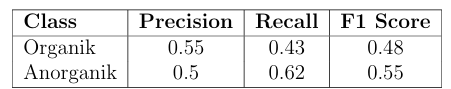 Class Precision Recall F1 Score
Organik 0.55 0.43 0.48
Anorganik 0.5 0.62 0.55